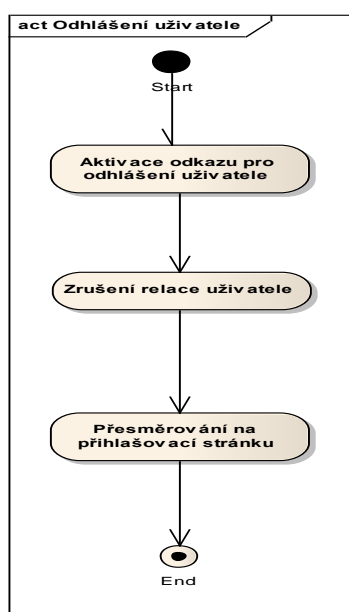 act Odhlášení uživatele
Start
Aktivace odkazu pro
odhlášení uživatele
Zrušení relace uživatele
Přesměrování na
přihlašovací stránku
End